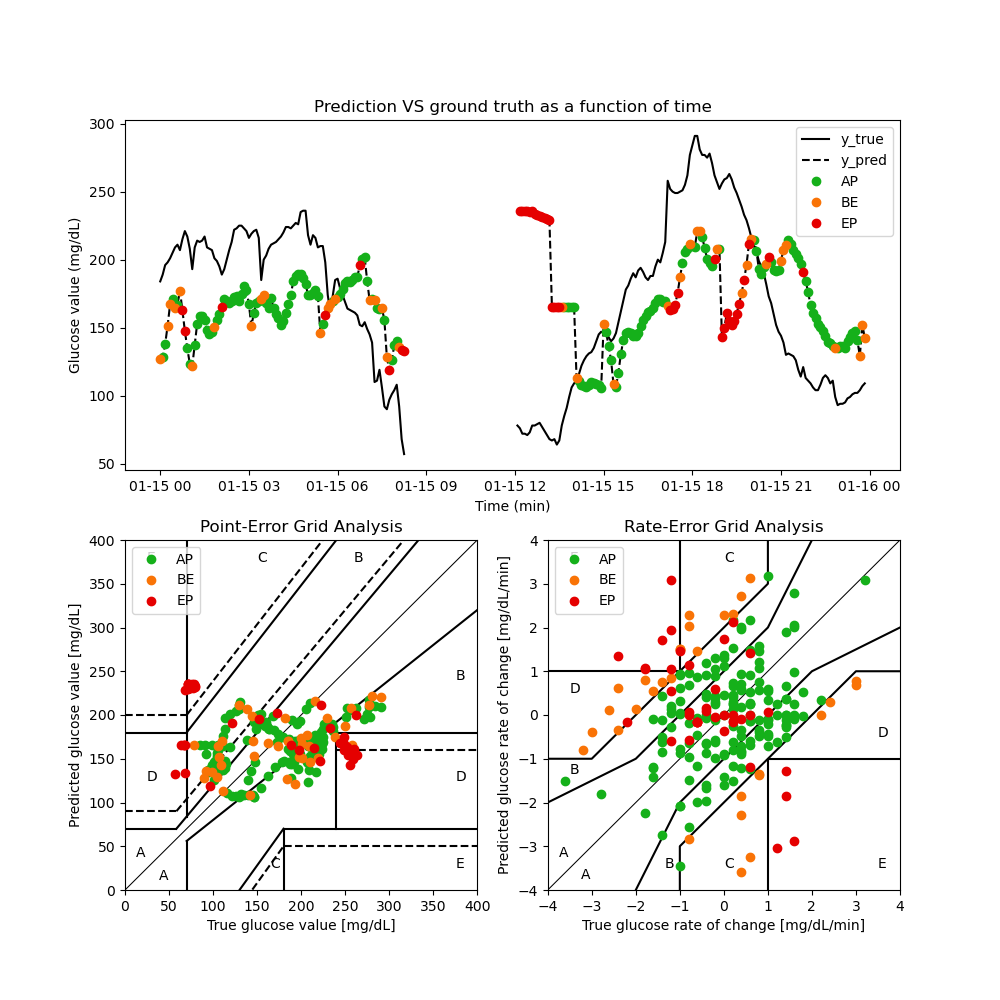 Prediction VS ground truth as a function of time
Glucose value (mg/dL)
300
250
200
150
100
50
y_true
y_pred
AP
BE
EP
01-15 00 01-15 03 01-15 06 01-15 09 01-15 12 01-15 15 01-15 18 01-15 21 01-16 00
Time (min)
Point-Error Grid Analysis
Predicted glucose value [mg/dL]
400
350
300
250
200
150
100
50
0
AP
BE
EP
C
B
B
D
D
A
A
C
E
0 50 100 150 200 250 300 350 400
True glucose value [mg/dL]
Rate-Error Grid Analysis
Predicted glucose rate of change [mg/dL/min]
4
3
2
1
0
−1
−2
−3
−4
AP
BE
EP
C
D
D
B
A
A
B
C
E
−4 −3 −2 −1 0 1 2 3 4
True glucose rate of change [mg/dL/min]